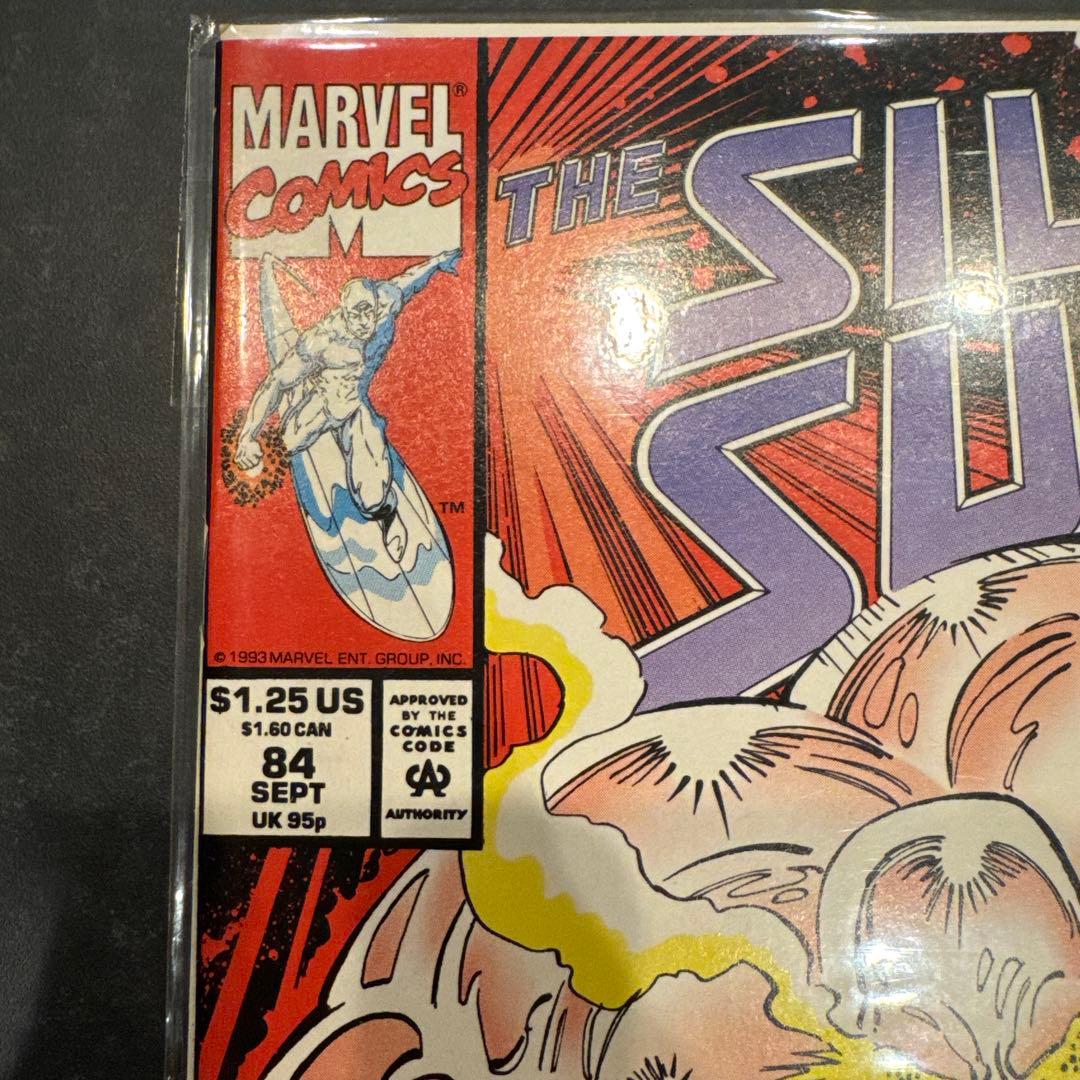 MARVEL®
COMICS
M
THE
TM
© 1993 MARVEL ENT. GROUP, INC.
$1.25 US
$1.60 CAN
84
SEPT
UK 95p
APPROVED
BY THE
COMICS
CODE
CA
AUTHORITY